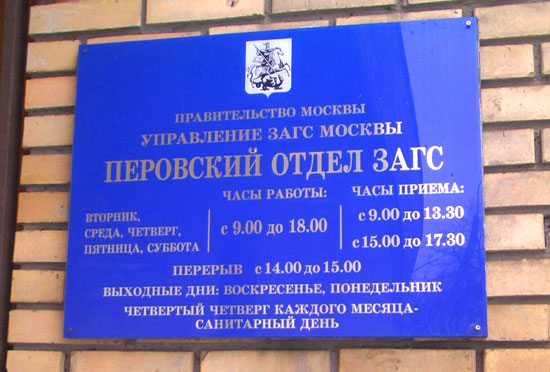 ПРАВИТЕЛЬСТВО МОСКВЫ
УПРАВЛЕНИЕ ЗАГС МОСКВЫ
ПЕРОВСКИЙ ОТДЕЛ ЗАГС
ЧАСЫ РАБОТЫ: ЧАСЫ ПРИЕМА:
ВТОРНИК,
СРЕДА, ЧЕТВЕРГ,
ПЯТНИЦА, СУББОТА
с 9.00 до 18.00
с 9.00 до 13.30
с 15.00 до 17.30
ПЕРЕРЫВ с 14.00 до 15.00
ВЫХОДНЫЕ ДНИ: ВОСКРЕСЕНЬЕ, ПОНЕДЕЛЬНИК
ЧЕТВЕРТЫЙ ЧЕТВЕРГ КАЖДОГО МЕСЯЦА-
САНИТАРНЫЙ ДЕНЬ